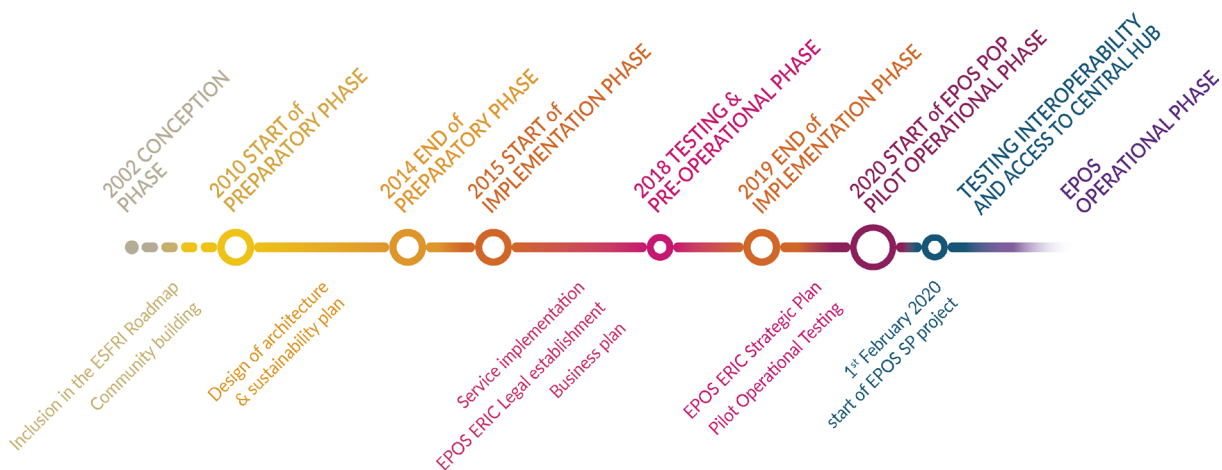 2002 CONCEPTION
PHASE
2010 START of
PREPARATORY PHASE
2014 END of
PREPARATORY PHASE
2015 START of
IMPLEMENTATION PHASE
2018 TESTING &
PRE-OPERATIONAL PHASE
2019 END of
IMPLEMENTATION PHASE
2020 START of EPOS POP
PILOT OPERATIONAL PHASE
TESTING INTEROPERABILITY
AND ACCESS TO CENTRAL HUB
EPOS
OPERATIONAL PHASE
Inclusion in the ESFRI Roadmap
Community building
Design of architecture
& sustainability plan
Service implementation
EPOS ERIC Legal establishment
Business plan
EPOS ERIC Strategic Plan
Pilot Operational Testing
1st February 2020
start of EPOS SP project